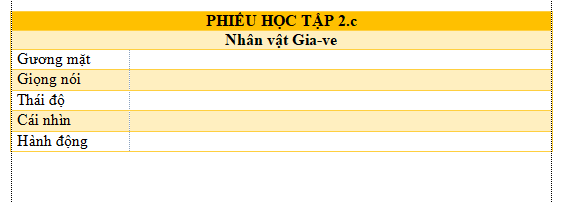 PHIẾU HỌC TẬP 2.c
Nhân vật Gia-ve
Gương mặt
Giọng nói
Thái độ
Cái nhìn
Hành động